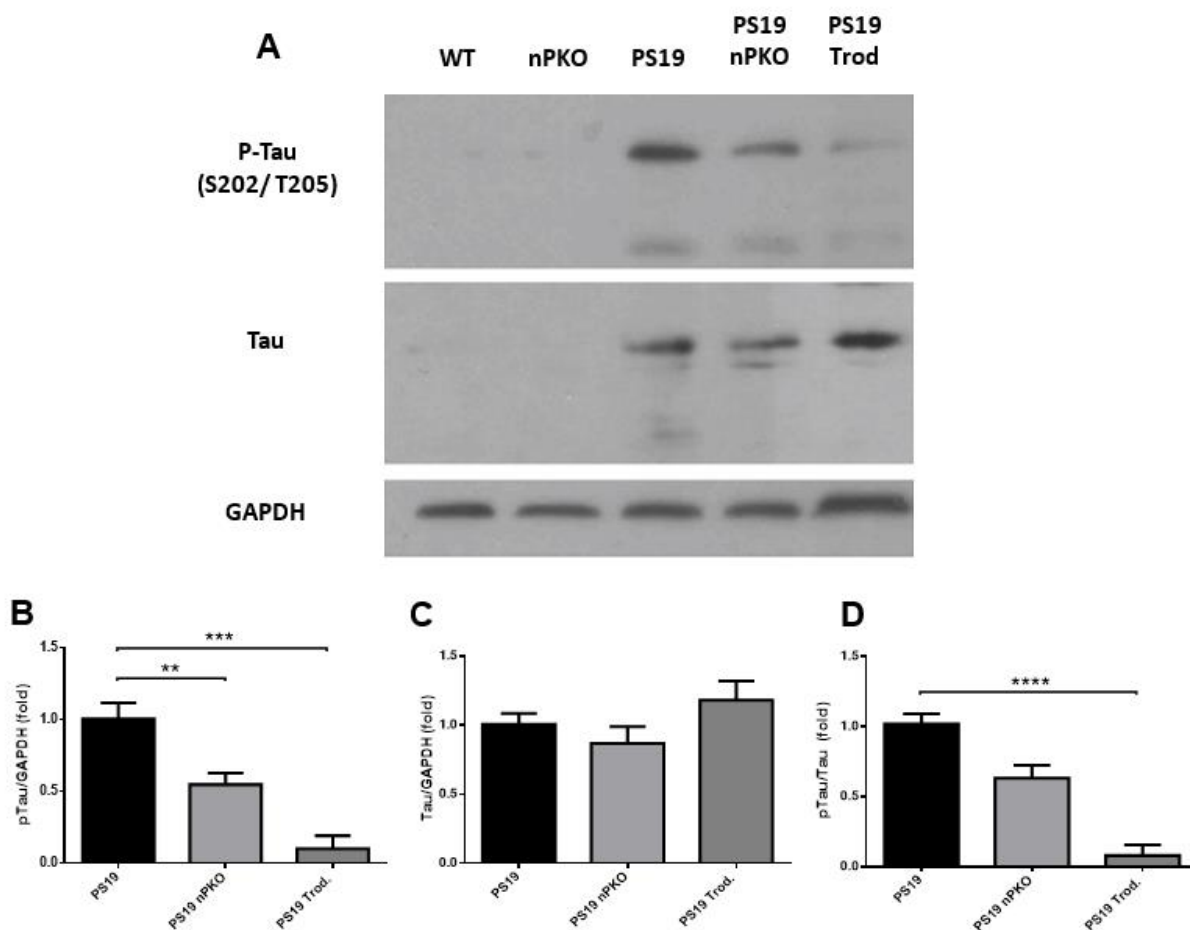 A
WT nPKO PS19 PS19 nPKO PS19 Trod
P-Tau
(S202/ T205)
Tau
GAPDH
B
***
**
pTau/GAPDH (fold)
1.5
1.0
0.5
0.0
PS19
PS19 nPKO
PS19 Trod.
C
Tau/GAPDH (fold)
1.5
1.0
0.5
0.0
PS19
PS19 nPKO
PS19 Trod.
D
****
pTau/Tau (fold)
1.5
1.0
0.5
0.0
PS19
PS19 nPKO
PS19 Trod.